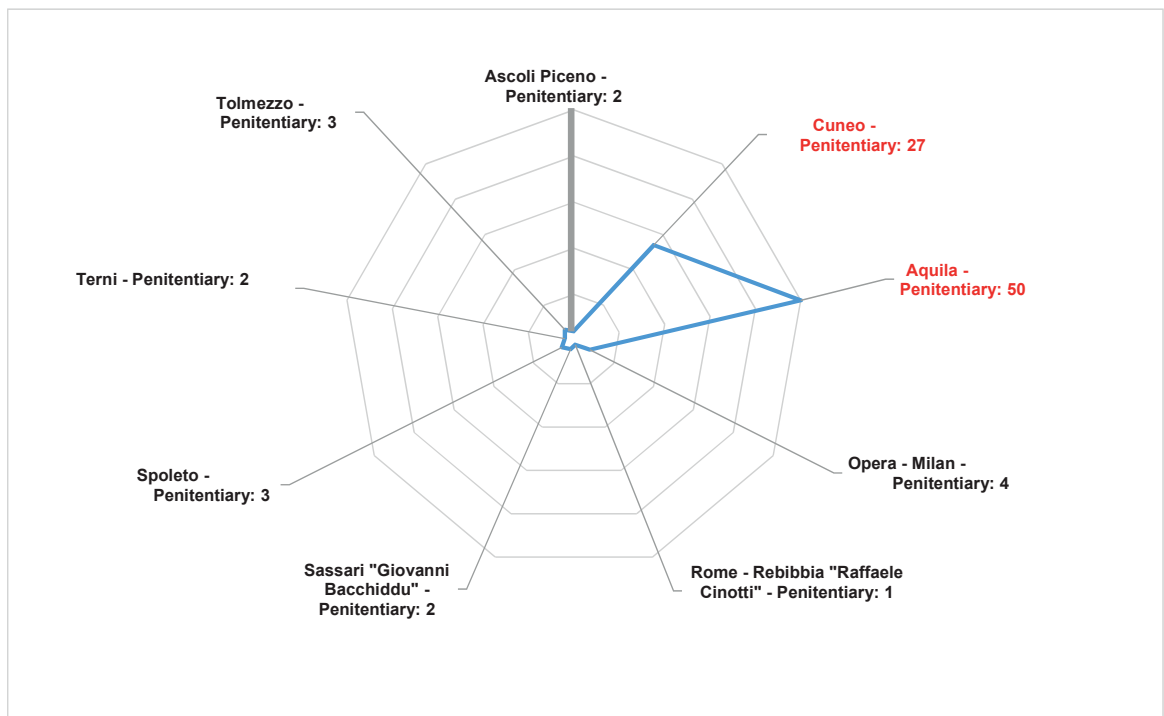 Ascoli Piceno -
Penitentiary: 2
Cuneo -
Penitentiary: 27
Aquila -
Penitentiary: 50
Opera - Milan -
Penitentiary: 4
Rome - Rebibbia "Raffaele
Cinotti" - Penitentiary: 1
Sassari "Giovanni
Bacchiddu" -
Penitentiary: 2
Spoleto -
Penitentiary: 3
Terni - Penitentiary: 2
Tolmezzo -
Penitentiary: 3